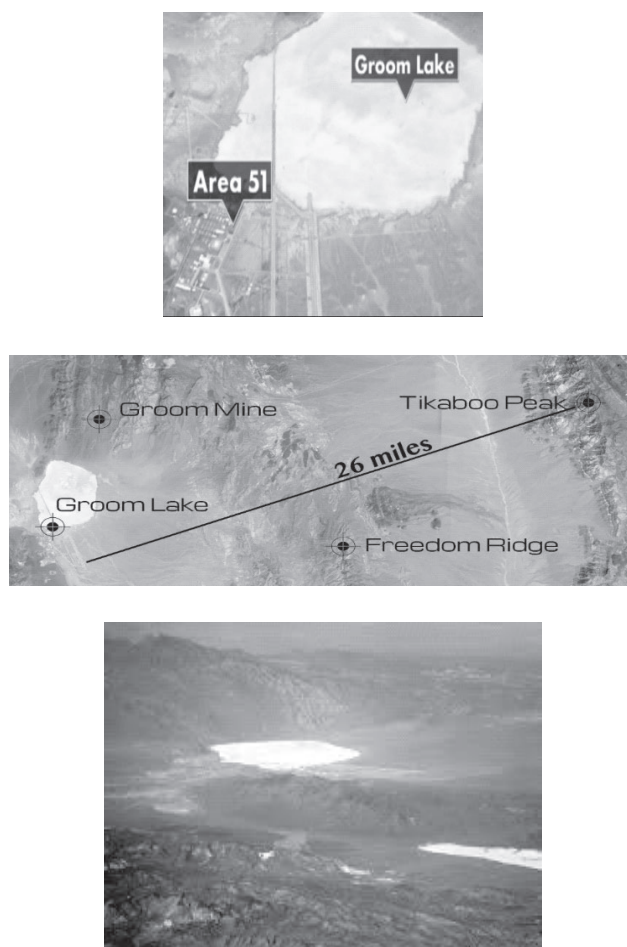 Groom Lake
Area 51
Groom Mine
Tikaboo Peak
26 miles
Groom Lake
Freedom Ridge